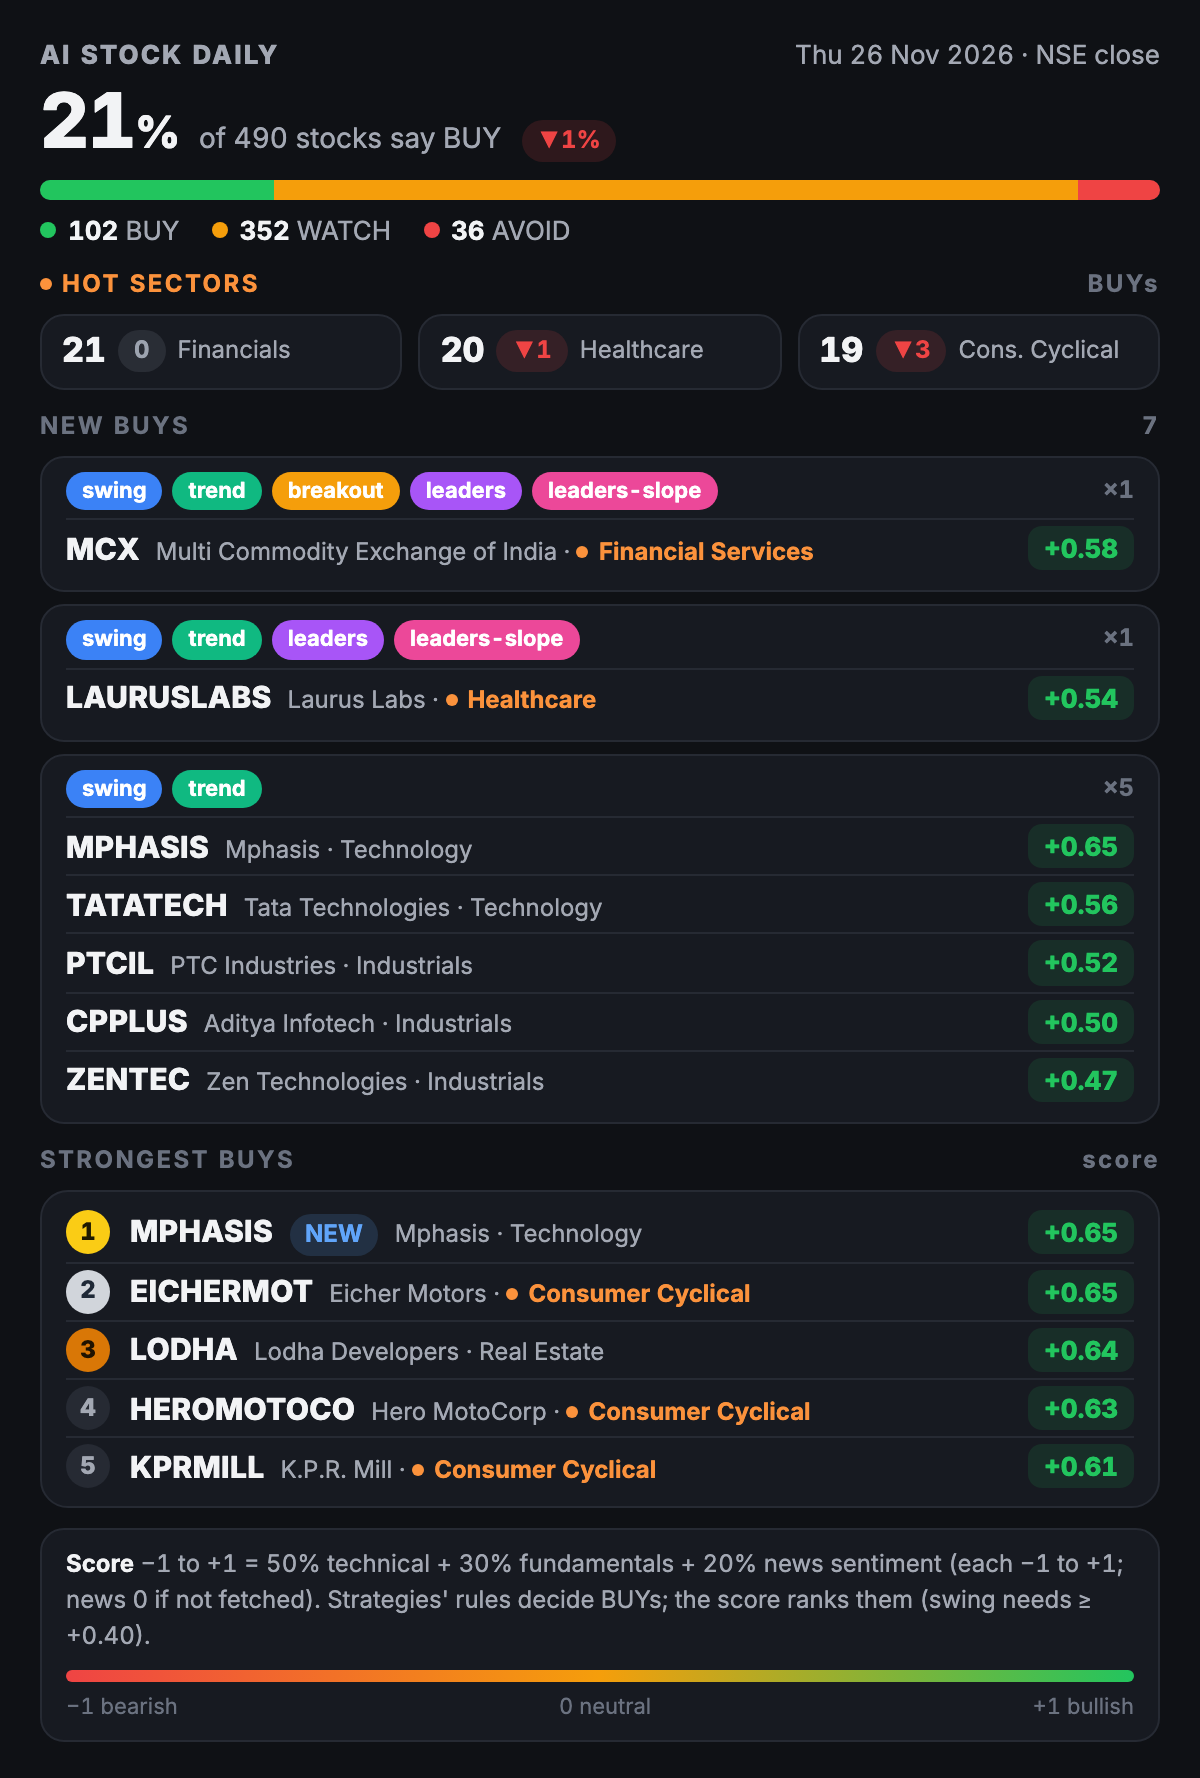 AI STOCK DAILY Thu 26 Nov 2026 · NSE close
21% of 490 stocks say BUY ▼1%
102 BUY 352 WATCH 36 AVOID
HOT SECTORS BUYs
21 0 Financials 20 ▼1 Healthcare 19 ▼3 Cons. Cyclical
NEW BUYS 7
swing trend breakout leaders leaders-slope ×1
MCX Multi Commodity Exchange of India · Financial Services +0.58
swing trend leaders leaders-slope ×1
LAURUSLABS Laurus Labs · Healthcare +0.54
swing trend ×5
MPHASIS Mphasis · Technology +0.65
TATATECH Tata Technologies · Technology +0.56
PTCIL PTC Industries · Industrials +0.52
CPPLUS Aditya Infotech · Industrials +0.50
ZENTEC Zen Technologies · Industrials +0.47
STRONGEST BUYS score
1 MPHASIS NEW Mphasis · Technology +0.65
2 EICHERMOT Eicher Motors · Consumer Cyclical +0.65
3 LODHA Lodha Developers · Real Estate +0.64
4 HEROMOTOCO Hero MotoCorp · Consumer Cyclical +0.63
5 KPRMILL K.P.R. Mill · Consumer Cyclical +0.61
Score −1 to +1 = 50% technical + 30% fundamentals + 20% news sentiment (each −1 to +1;
news 0 if not fetched). Strategies' rules decide BUYs; the score ranks them (swing needs ≥
+0.40).
−1 bearish 0 neutral +1 bullish